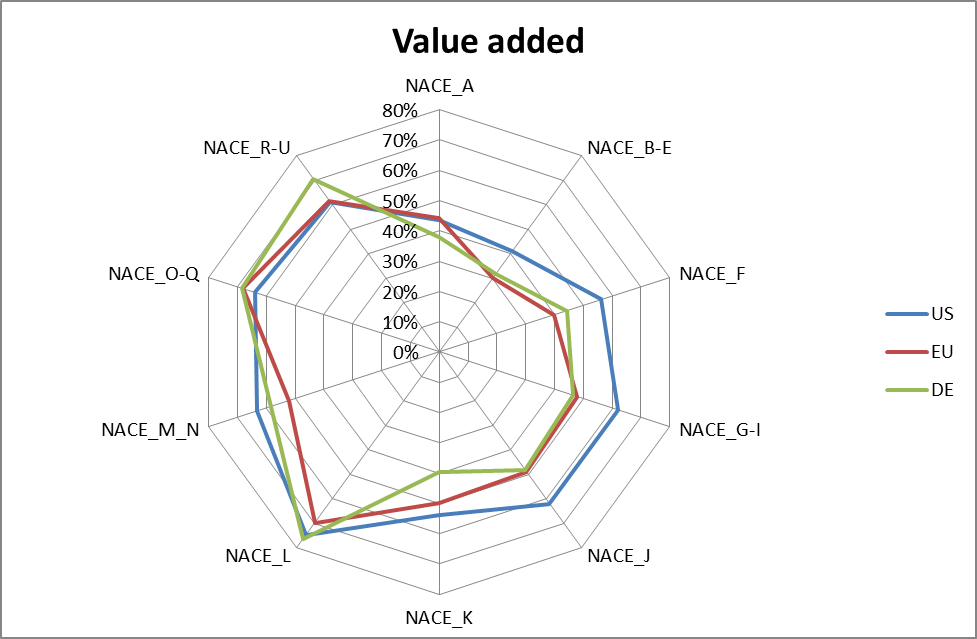 Value added
NACE_A
NACE_B-E
NACE_F
NACE_G-I
NACE_J
NACE_K
NACE_L
NACE_M_N
NACE_O-Q
NACE_R-U
80%
70%
60%
50%
40%
30%
20%
10%
0%
US
EU
DE